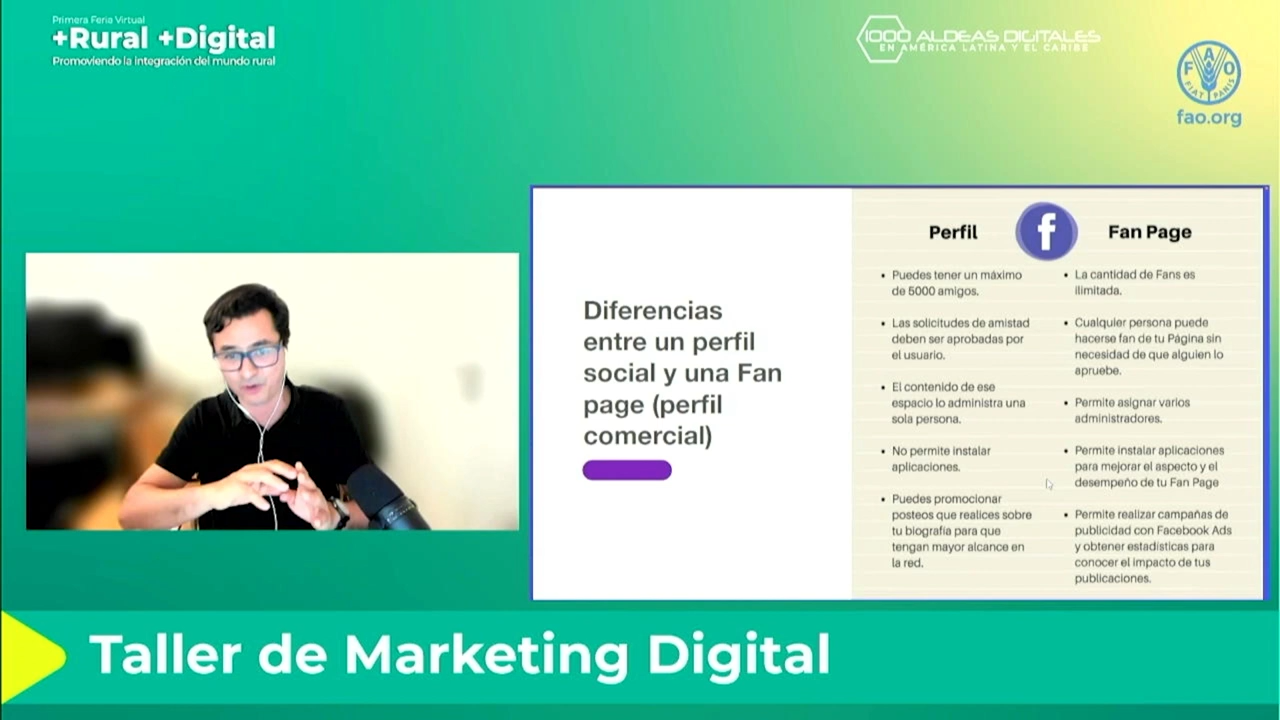 Primera Feria Virtual
+Rural +Digital
Promoviendo la integración del mundo rural
1000 ALDEAS DIGITALES
EN AMÉRICA LATINA Y EL CARIBE
F A O
FIAT PANIS
fao.org
Diferencias
entre un perfil
social y una Fan
page (perfil
comercial)
Perfil
• Puedes tener un máximo
de 5000 amigos.
• Las solicitudes de amistad
deben ser aprobadas por
el usuario.
• El contenido de ese
espacio lo administra una
sola persona.
• No permite instalar
aplicaciones.
• Puedes promocionar
posteos que realices sobre
tu biografía para que
tengan mayor alcance en
la red.
f
Fan Page
• La cantidad de Fans es
ilimitada.
• Cualquier persona puede
hacerse fan de tu Página sin
necesidad de que alguien lo
apruebe.
• Permite asignar varios
administradores.
• Permite instalar aplicaciones
para mejorar el aspecto y el
desempeño de tu Fan Page
• Permite realizar campañas de
publicidad con Facebook Ads
y obtener estadísticas para
conocer el impacto de tus
publicaciones.
Taller de Marketing Digital